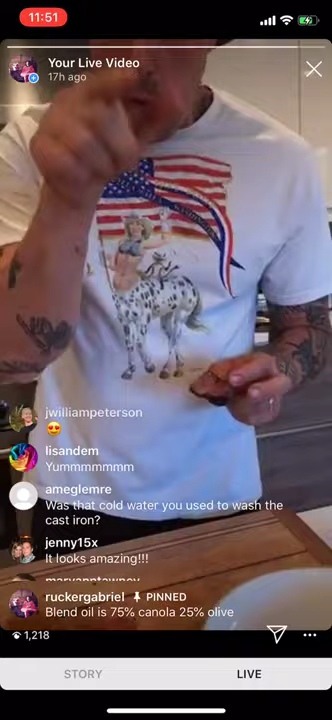 11:51
Your Live Video
17h ago
jwilliampeterson
😍
lisandem
Yummmmmmm
ameglemre
Was that cold water you used to wash the
cast iron?
jenny15x
It looks amazing!!!
maryanntawney
ruckergabriel PINNED
Blend oil is 75% canola 25% olive
1,218
STORY
LIVE